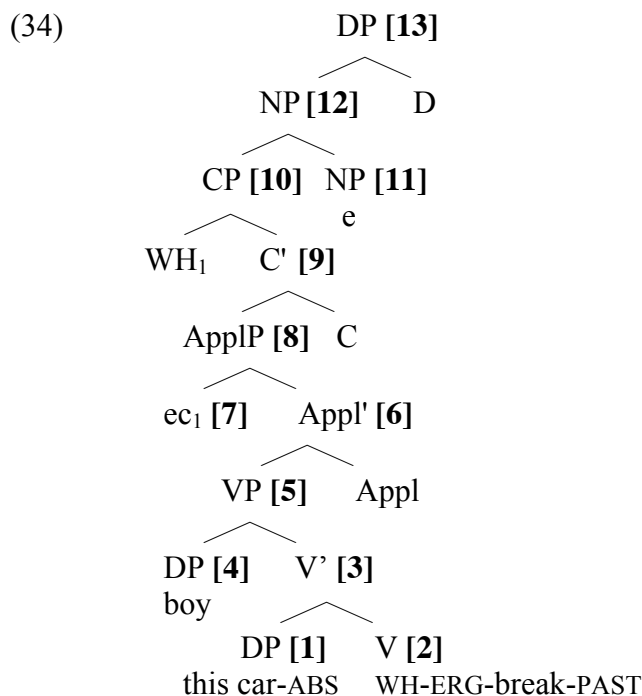 (34) DP [13]
NP [12] D
CP [10] NP [11]
e
WH₁ C' [9]
ApplP [8] C
ec₁ [7] Appl' [6]
VP [5] Appl
DP [4] V’ [3]
boy
DP [1] V [2]
this car-ABS WH-ERG-break-PAST